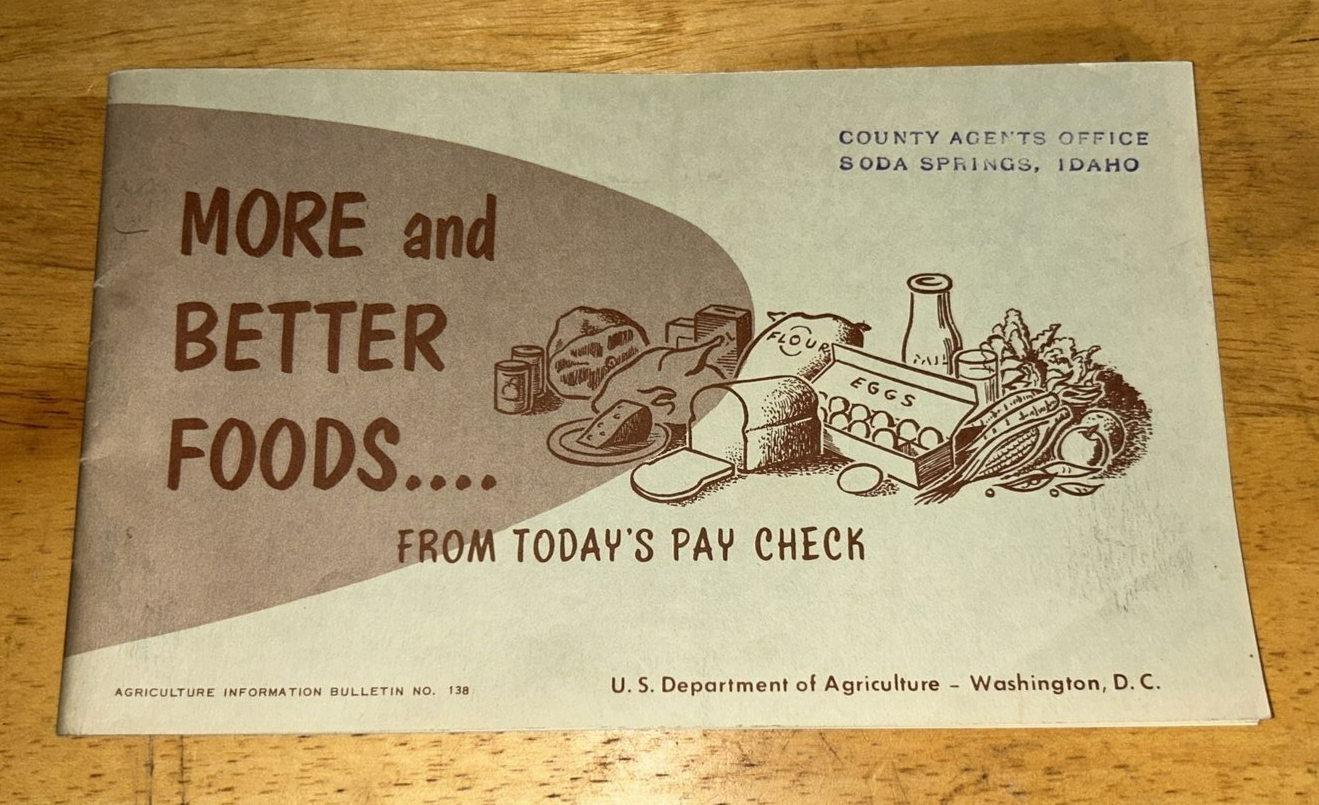 COUNTY AGENTS OFFICE
SODA SPRINGS, IDAHO
MORE and
BETTER
FOODS....
FLOUR
EGGS
FROM TODAY'S PAY CHECK
AGRICULTURE INFORMATION BULLETIN NO. 138
U. S. Department of Agriculture – Washington, D. C.